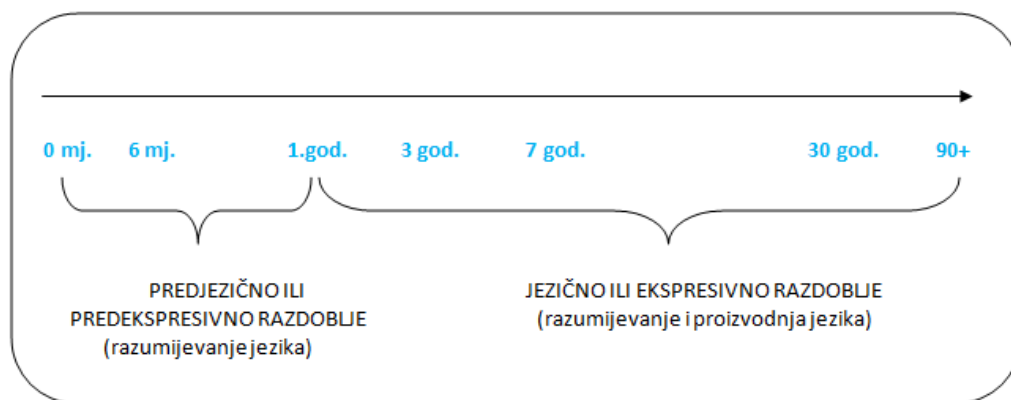 0 mj. 6 mj. 1.god. 3 god. 7 god. 30 god. 90+
PREDJEZIČNO ILI
PREDEKSPRESIVNO RAZDOBLJE
(razumijevanje jezika)
JEZIČNO ILI EKSPRESIVNO RAZDOBLJE
(razumijevanje i proizvodnja jezika)